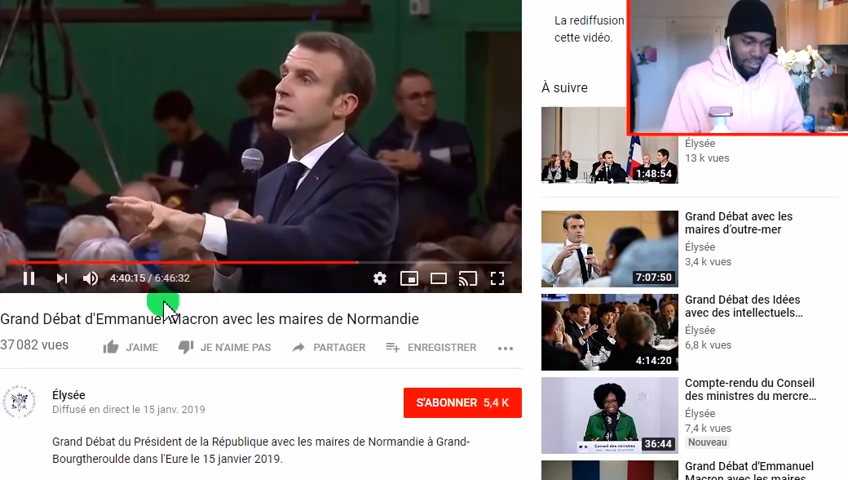 4:40:15 / 6:46:32
Grand Débat d'Emmanuel Macron avec les maires de Normandie
37 082 vues
J'AIME
JE N'AIME PAS
PARTAGER
ENREGISTRER
Élysée
Diffusé en direct le 15 janv. 2019
S'ABONNER 5,4 K
Grand Débat du Président de la République avec les maires de Normandie à Grand-
Bourgtheroulde dans l'Eure le 15 janvier 2019.
La rediffusion
cette vidéo.
À suivre
1:48:54
Élysée
13 k vues
7:07:50
Grand Débat avec les
maires d'outre-mer
Élysée
3,4 k vues
4:14:20
Grand Débat des Idées
avec des intellectuels...
Élysée
6,8 k vues
36:44
Compte-rendu du Conseil
des ministres du mercre...
Élysée
7,4 k vues
Nouveau
Grand Débat d'Emmanuel
Macron avec les maires